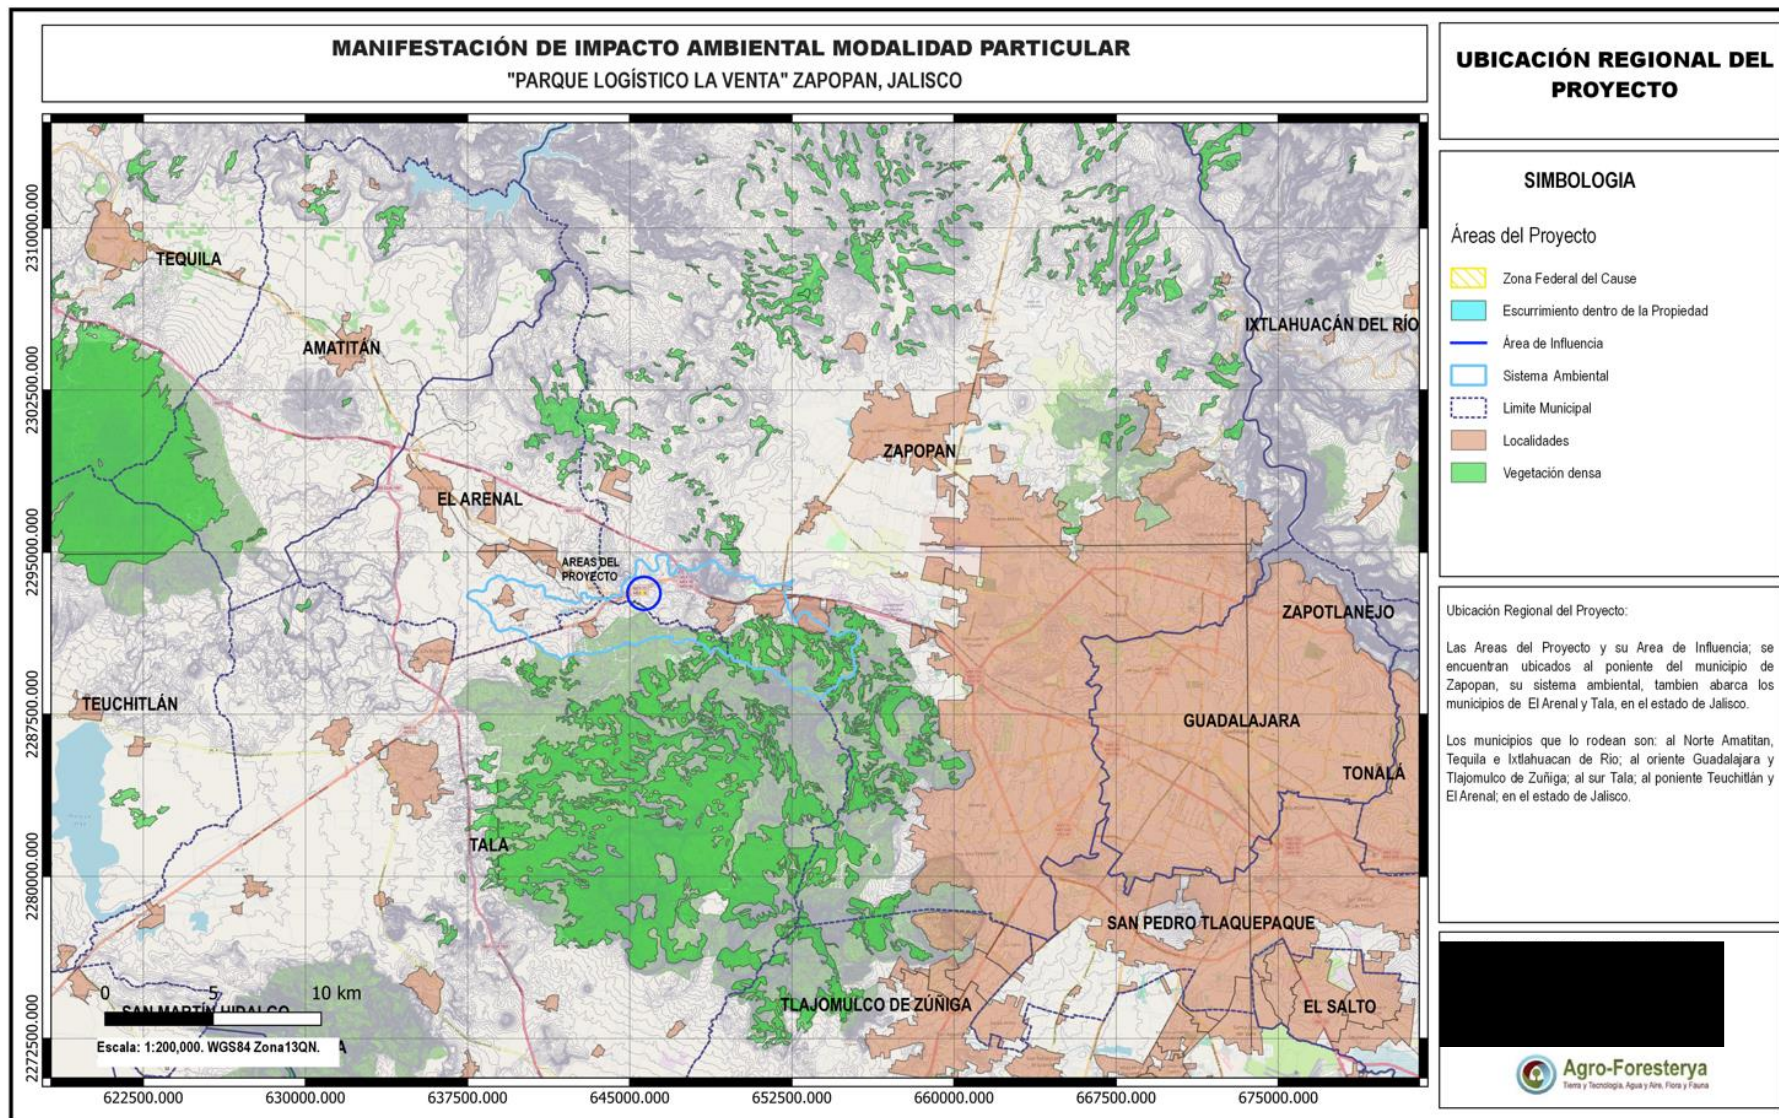 MANIFESTACIÓN DE IMPACTO AMBIENTAL MODALIDAD PARTICULAR
"PARQUE LOGÍSTICO LA VENTA" ZAPOPAN, JALISCO
UBICACIÓN REGIONAL DEL
PROYECTO
SIMBOLOGIA
Áreas del Proyecto
Zona Federal del Cause
Escurrimiento dentro de la Propiedad
Área de Influencia
Sistema Ambiental
Limite Municipal
Localidades
Vegetación densa
Ubicación Regional del Proyecto:
Las Areas del Proyecto y su Area de Influencia; se
encuentran ubicados al poniente del municipio de
Zapopan, su sistema ambiental, tambien abarca los
municipios de El Arenal y Tala, en el estado de Jalisco.
Los municipios que lo rodean son: al Norte Amatitan,
Tequila e Ixtlahuacan de Rio; al oriente Guadalajara y
Tlajomulco de Zuñiga; al sur Tala; al poniente Teuchitlán y
El Arenal; en el estado de Jalisco.
Agro-Foresterya
Tierra y Tecnología, Agua y Aire, Flora y Fauna
TEQUILA
AMATITÁN
IXTLAHUACÁN DEL RÍO
ZAPOPAN
EL ARENAL
AREAS DEL
PROYECTO
ZAPOTLANEJO
TEUCHITLÁN
GUADALAJARA
TONALÁ
TALA
SAN PEDRO TLAQUEPAQUE
TLAJOMULCO DE ZÚÑIGA
EL SALTO
SAN MARTÍN HIDALGO
0 5 10 km
Escala: 1:200,000. WGS84 Zona13QN.
2310000.000
2302500.000
2295000.000
2287500.000
2280000.000
2272500.000
622500.000 630000.000 637500.000 645000.000 652500.000 660000.000 667500.000 675000.000